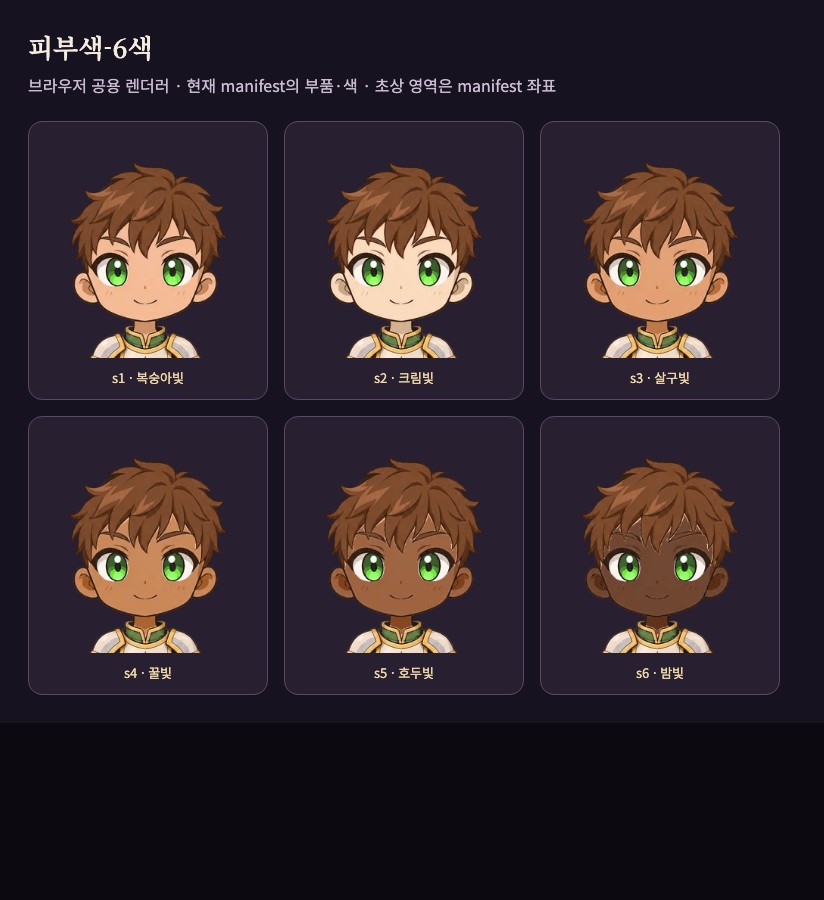 피부색-6색
브라우저 공용 렌더러 · 현재 manifest의 부품·색 · 초상 영역은 manifest 좌표
s1 · 복숭아빛
s2 · 크림빛
s3 · 살구빛
s4 · 꿀빛
s5 · 호두빛
s6 · 밤빛